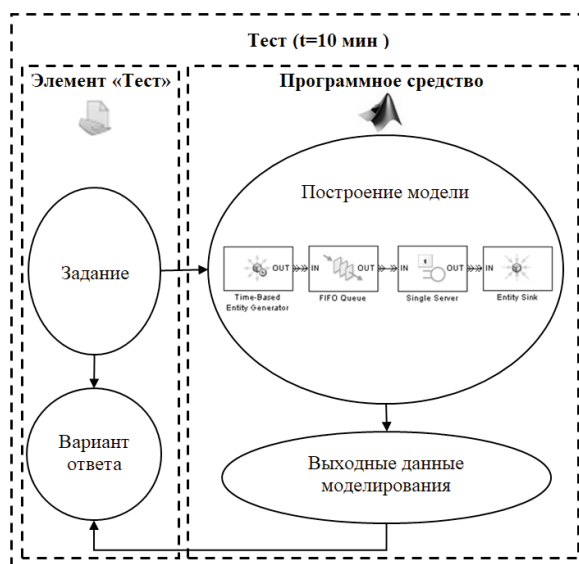 Тест (t=10 мин )
Элемент «Тест»
Программное средство
Построение модели
Задание
OUT
IN
OUT
IN
1
OUT
IN
Time-Based
Entity Generator
FIFO Queue
Single Server
Entity Sink
Вариант
ответа
Выходные данные
моделирования